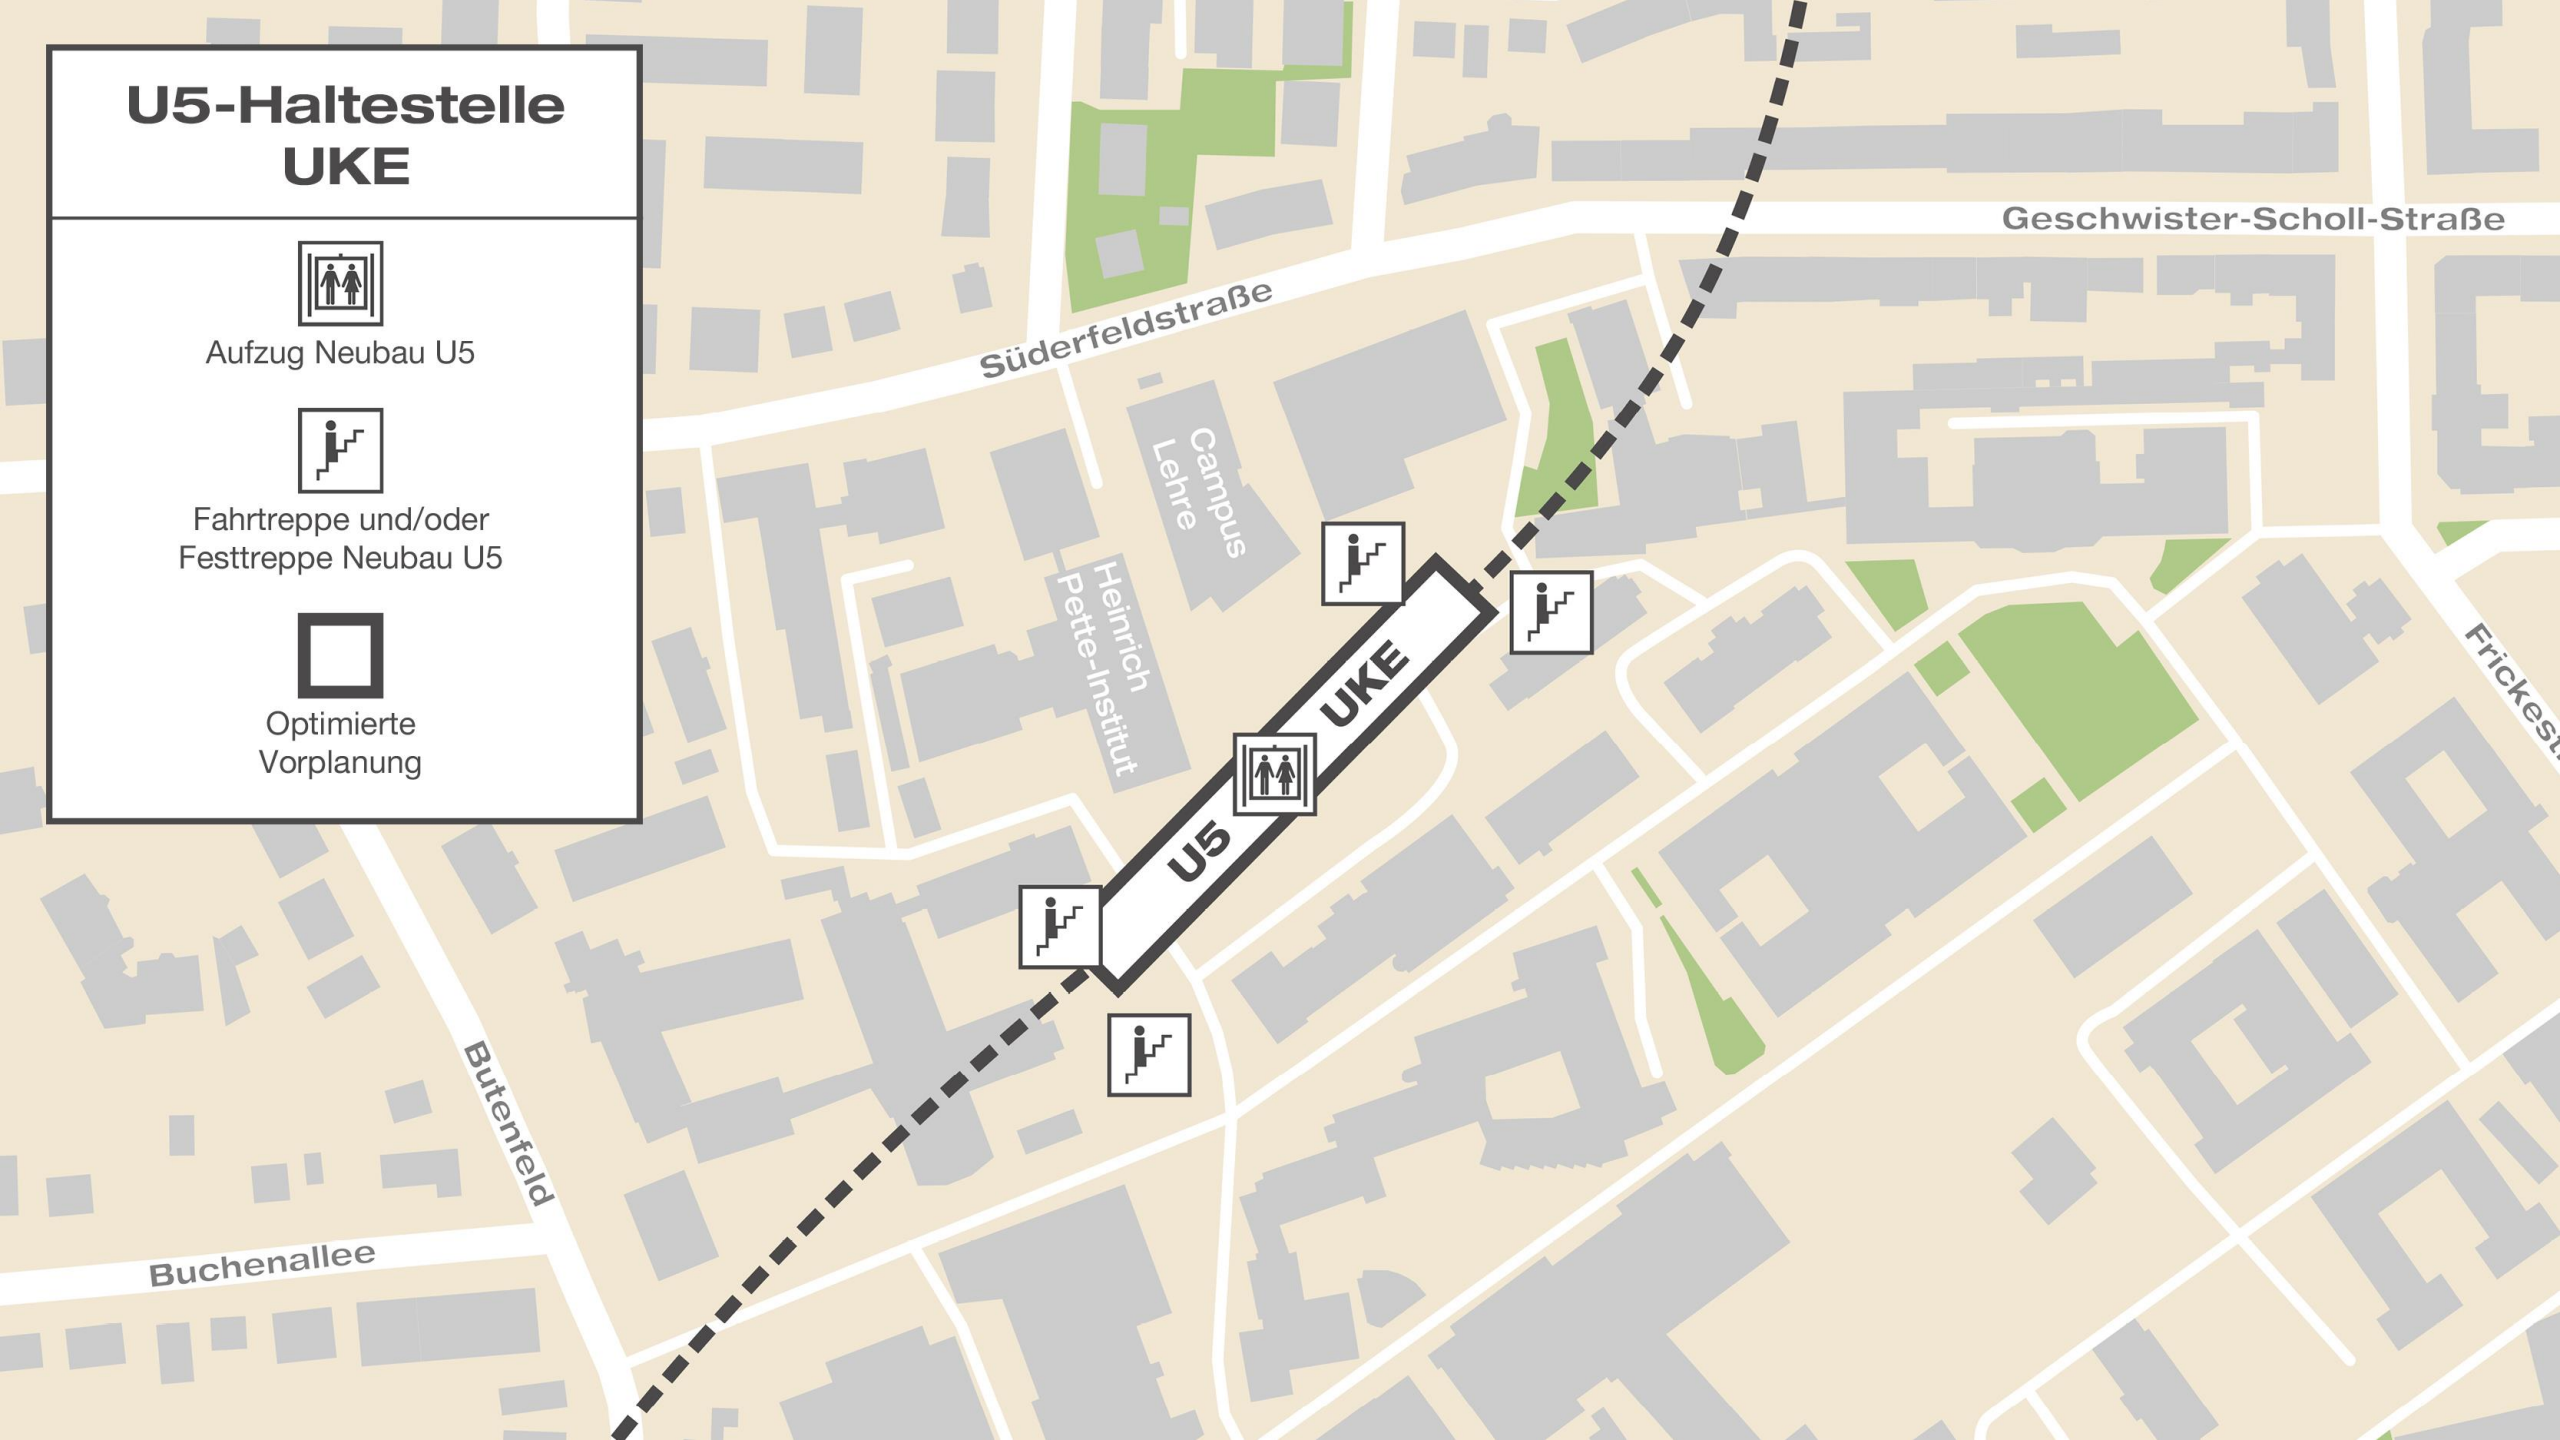 U5-Haltestelle
UKE
Aufzug Neubau U5
Fahrtreppe und/oder
Festtreppe Neubau U5
Optimierte
Vorplanung
Geschwister-Scholl-Straße
Süderfeldstraße
Campus
Lehre
Heinrich
Pette-Institut
U5 UKE
Frickestr
Butenfeld
Buchenallee